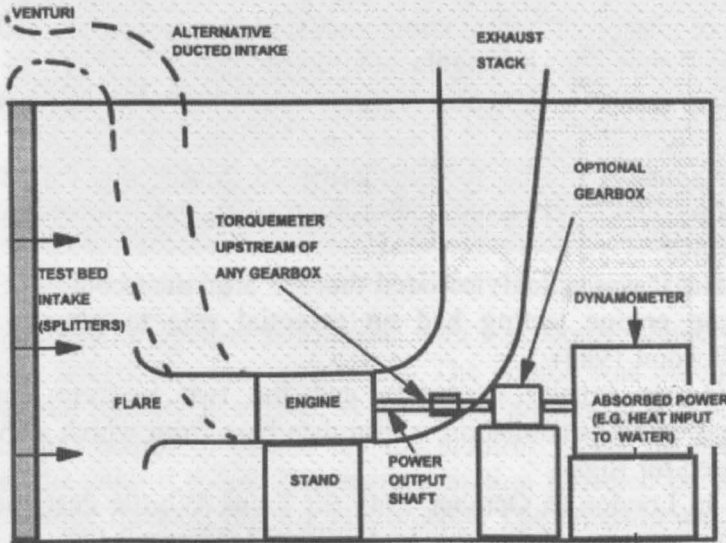 VENTURI
ALTERNATIVE
DUCTED INTAKE
EXHAUST
STACK
OPTIONAL
GEARBOX
TORQUEMETER
UPSTREAM OF
ANY GEARBOX
TEST BED
INTAKE
(SPLITTERS)
DYNAMOMETER
FLARE
ENGINE
ABSORBED POWER
(E.G. HEAT INPUT
TO WATER)
POWER
OUTPUT
SHAFT
STAND